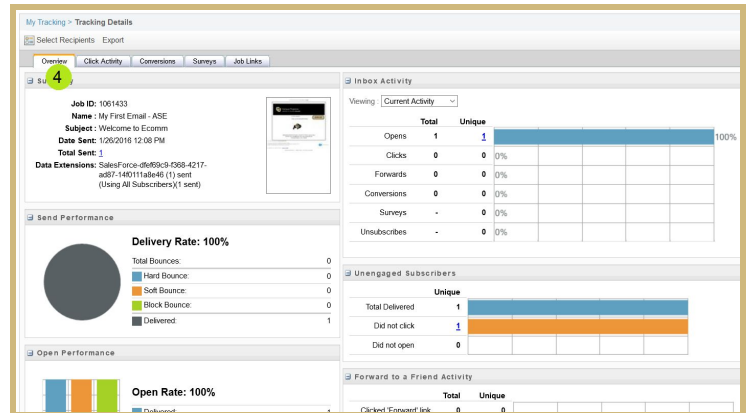 My Tracking > Tracking Details
Select Recipients Export
Overview Click Activity Conversions Surveys Job Links
4
Job ID: 1061433
Name : My First Email - ASE
Subject : Welcome to Ecomm
Date Sent: 1/26/2016 12:08 PM
Total Sent: 1
Data Extensions: SalesForce-dfef69c9-f368-4217-
ad87-14f0111a8e46 (1) sent
(Using All Subscribers)(1 sent)
Send Performance
Delivery Rate: 100%
Total Bounces: 0
Hard Bounce: 0
Soft Bounce: 0
Block Bounce: 0
Delivered: 1
Open Performance
Open Rate: 100%
Delivered: 1
Inbox Activity
Viewing : Current Activity
Total Unique
Opens 1 1 100%
Clicks 0 0 0%
Forwards 0 0 0%
Conversions 0 0 0%
Surveys - 0 0%
Unsubscribes - 0 0%
Unengaged Subscribers
Unique
Total Delivered 1
Did not click 1
Did not open 0
Forward to a Friend Activity
Total Unique
Clicked 'Forward' link 0 0